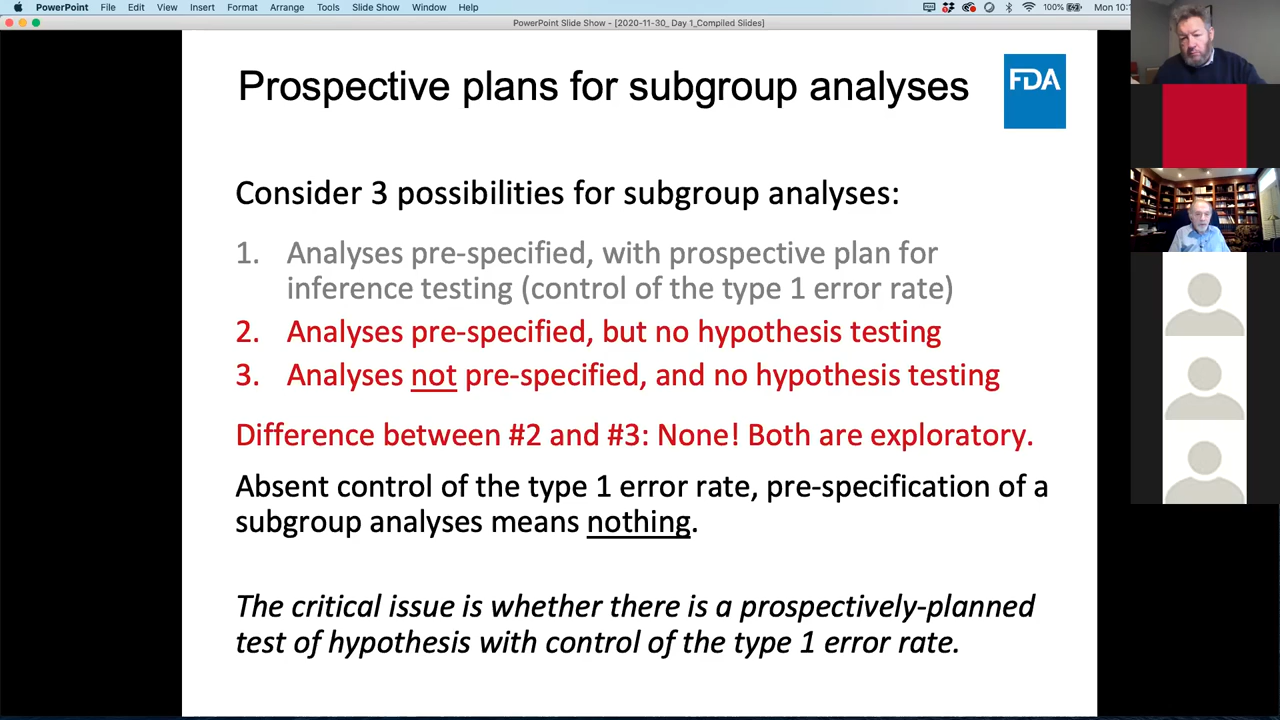 PowerPoint File Edit View Insert Format Arrange Tools Slide Show Window Help 100% Mon 10:
PowerPoint Slide Show - [2020-11-30_ Day 1_Compiled Slides]
Prospective plans for subgroup analyses
FDA
Consider 3 possibilities for subgroup analyses:
1. Analyses pre-specified, with prospective plan for
inference testing (control of the type 1 error rate)
2. Analyses pre-specified, but no hypothesis testing
3. Analyses not pre-specified, and no hypothesis testing
Difference between #2 and #3: None! Both are exploratory.
Absent control of the type 1 error rate, pre-specification of a
subgroup analyses means nothing.
The critical issue is whether there is a prospectively-planned
test of hypothesis with control of the type 1 error rate.